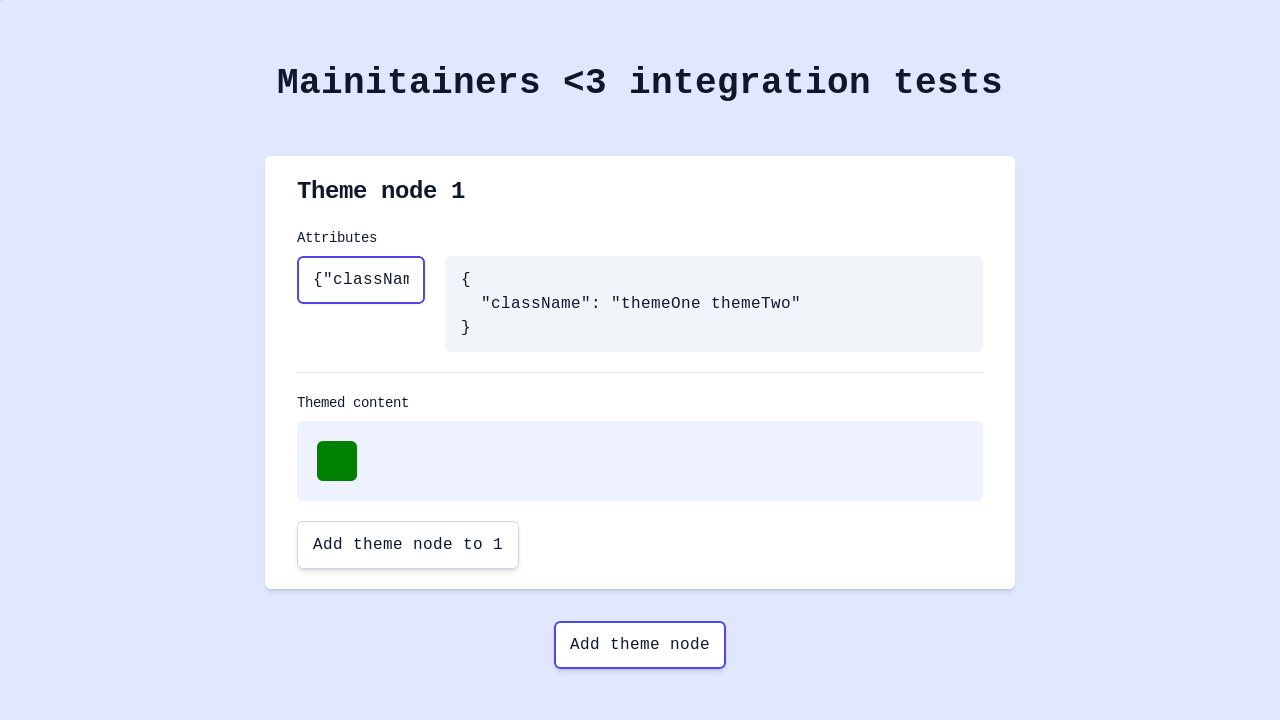 Mainitainers <3 integration tests
Theme node 1
Attributes
{"classNam
{
  "className": "themeOne themeTwo"
}
Themed content
Add theme node to 1
Add theme node